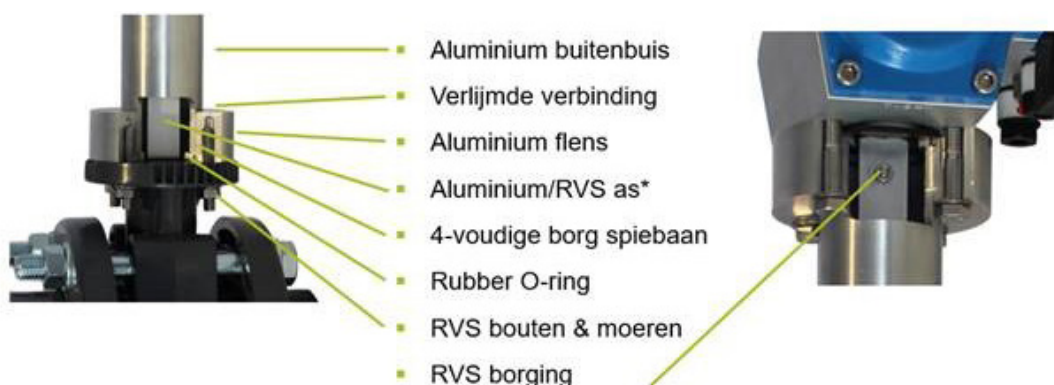 Aluminium buitenbuis
Verlijmde verbinding
Aluminium flens
Aluminium/RVS as*
4-voudige borg spiebaan
Rubber O-ring
RVS bouten & moeren
RVS borging